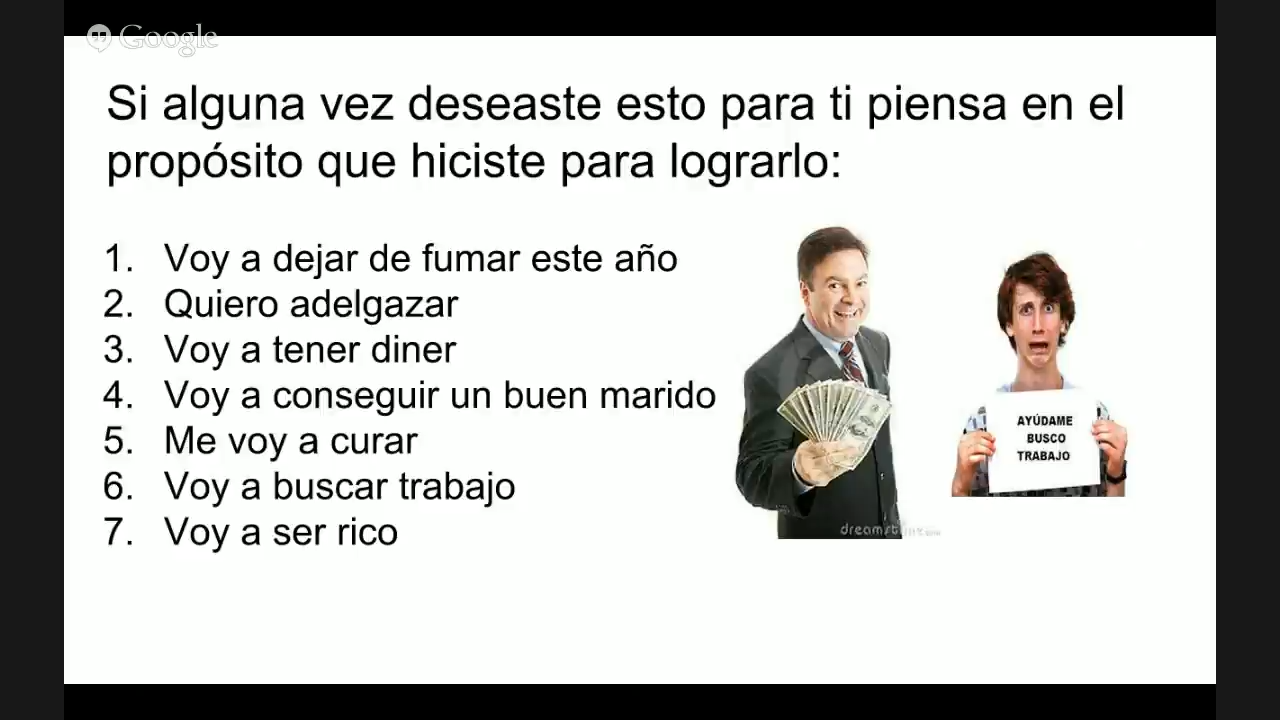 Google
Si alguna vez deseaste esto para ti piensa en el
propósito que hiciste para lograrlo:
1. Voy a dejar de fumar este año
2. Quiero adelgazar
3. Voy a tener diner
4. Voy a conseguir un buen marido
5. Me voy a curar
6. Voy a buscar trabajo
7. Voy a ser rico
AYÚDAME
BUSCO
TRABAJO